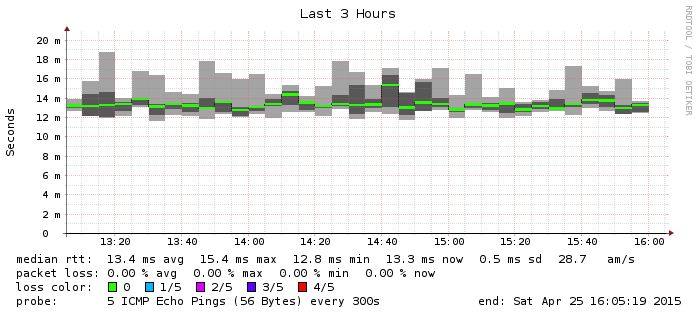 Last 3 Hours
RRDTOOL / TOBI OETIKER
Seconds
20 m
18 m
16 m
14 m
12 m
10 m
8 m
6 m
4 m
2 m
0
13:20 13:40 14:00 14:20 14:40 15:00 15:20 15:40 16:00
median rtt: 13.4 ms avg 15.4 ms max 12.8 ms min 13.3 ms now 0.5 ms sd 28.7 am/s
packet loss: 0.00 % avg 0.00 % max 0.00 % min 0.00 % now
loss color: 0 1/5 2/5 3/5 4/5
probe: 5 ICMP Echo Pings (56 Bytes) every 300s end: Sat Apr 25 16:05:19 2015